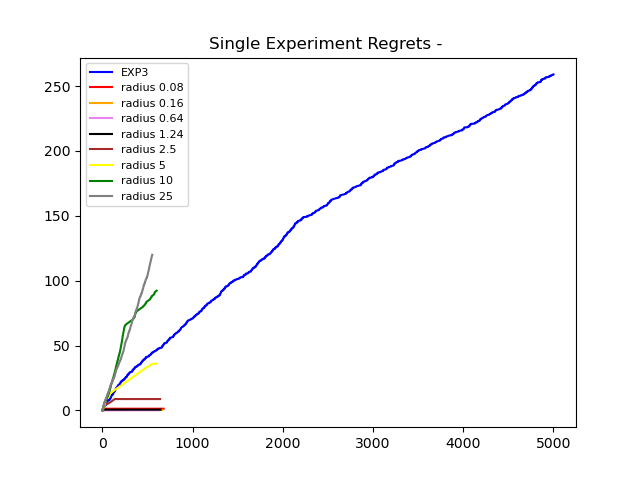 Single Experiment Regrets -
EXP3
radius 0.08
radius 0.16
radius 0.64
radius 1.24
radius 2.5
radius 5
radius 10
radius 25
250
200
150
100
50
0
0 1000 2000 3000 4000 5000